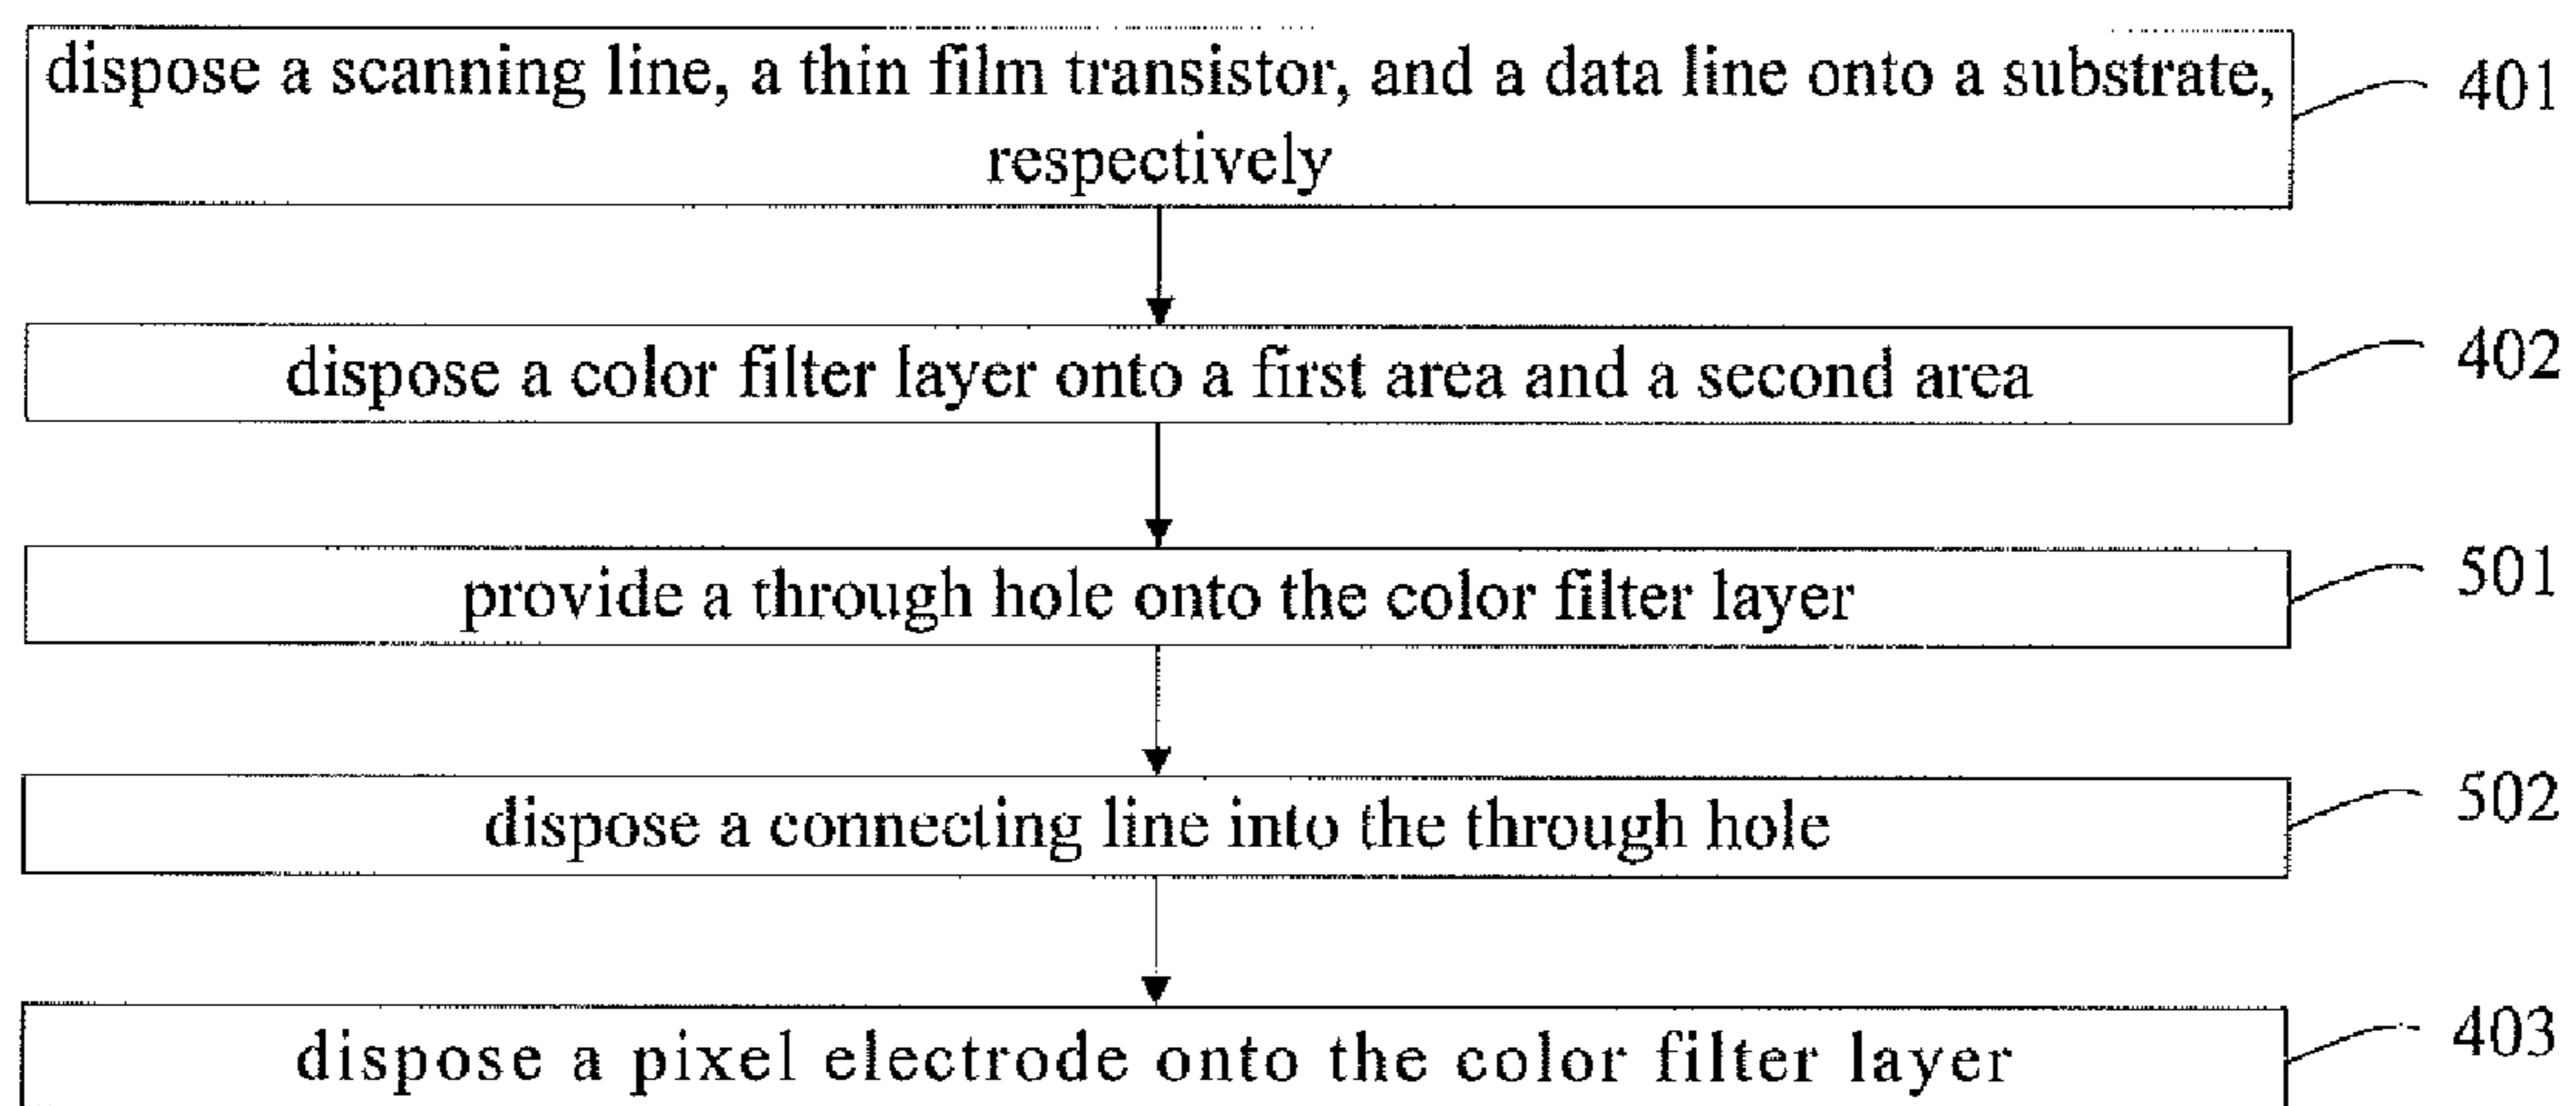 dispose a scanning line, a thin film transistor, and a data line onto a substrate,
respectively
401
dispose a color filter layer onto a first area and a second area
402
provide a through hole onto the color filter layer
501
dispose a connecting line into the through hole
502
dispose a pixel electrode onto the color filter layer
403